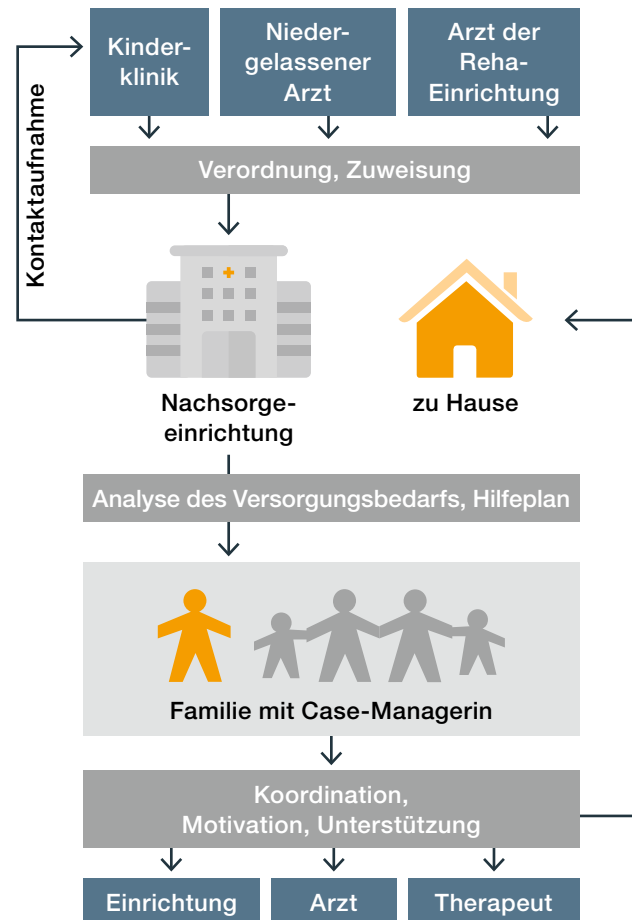 Kinder-
klinik
Nieder-
gelassener
Arzt
Arzt der
Reha-
Einrichtung
Kontaktaufnahme
Verordnung, Zuweisung
Nachsorge-
einrichtung
zu Hause
Analyse des Versorgungsbedarfs, Hilfeplan
Familie mit Case-Managerin
Koordination,
Motivation, Unterstützung
Einrichtung
Arzt
Therapeut